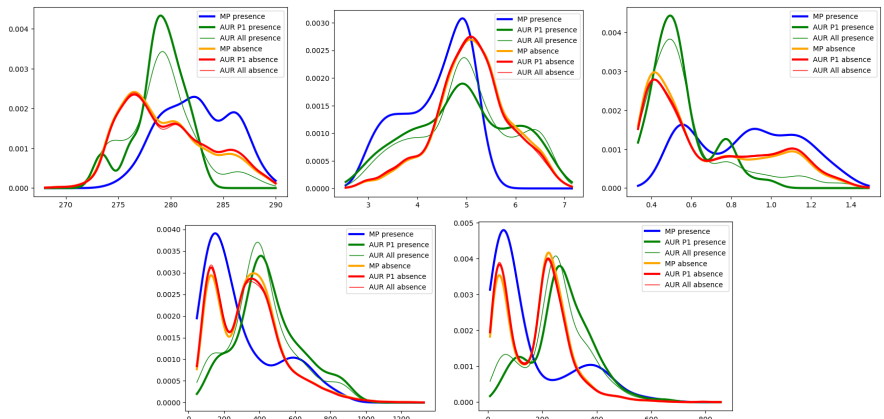 0.004
0.003
0.002
0.001
0.000
270
275
280
285
290
MP presence
AUR P1 presence
AUR All presence
MP absence
AUR P1 absence
AUR All absence
0.0030
0.0025
0.0020
0.0015
0.0010
0.0005
0.0000
3
4
5
6
7
MP presence
AUR P1 presence
AUR All presence
MP absence
AUR P1 absence
AUR All absence
0.004
0.003
0.002
0.001
0.000
0.4
0.6
0.8
1.0
1.2
1.4
MP presence
AUR P1 presence
AUR All presence
MP absence
AUR P1 absence
AUR All absence
0.0040
0.0035
0.0030
0.0025
0.0020
0.0015
0.0010
0.0005
0.0000
0
200
400
600
800
1000
1200
MP presence
AUR P1 presence
AUR All presence
MP absence
AUR P1 absence
AUR All absence
0.005
0.004
0.003
0.002
0.001
0.000
0
200
400
600
800
MP presence
AUR P1 presence
AUR All presence
MP absence
AUR P1 absence
AUR All absence